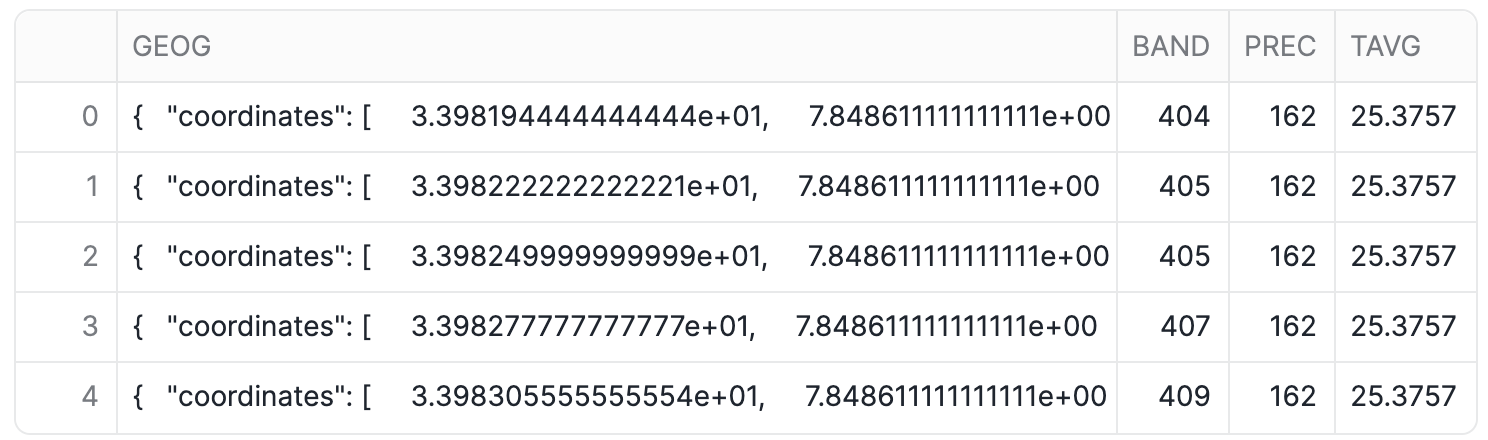 GEOG BAND PREC TAVG
0 { "coordinates": [ 3.398194444444444e+01, 7.848611111111111e+00 404 162 25.3757
1 { "coordinates": [ 3.398222222222221e+01, 7.848611111111111e+00 405 162 25.3757
2 { "coordinates": [ 3.398249999999999e+01, 7.848611111111111e+00 405 162 25.3757
3 { "coordinates": [ 3.398277777777777e+01, 7.848611111111111e+00 407 162 25.3757
4 { "coordinates": [ 3.398305555555554e+01, 7.848611111111111e+00 409 162 25.3757